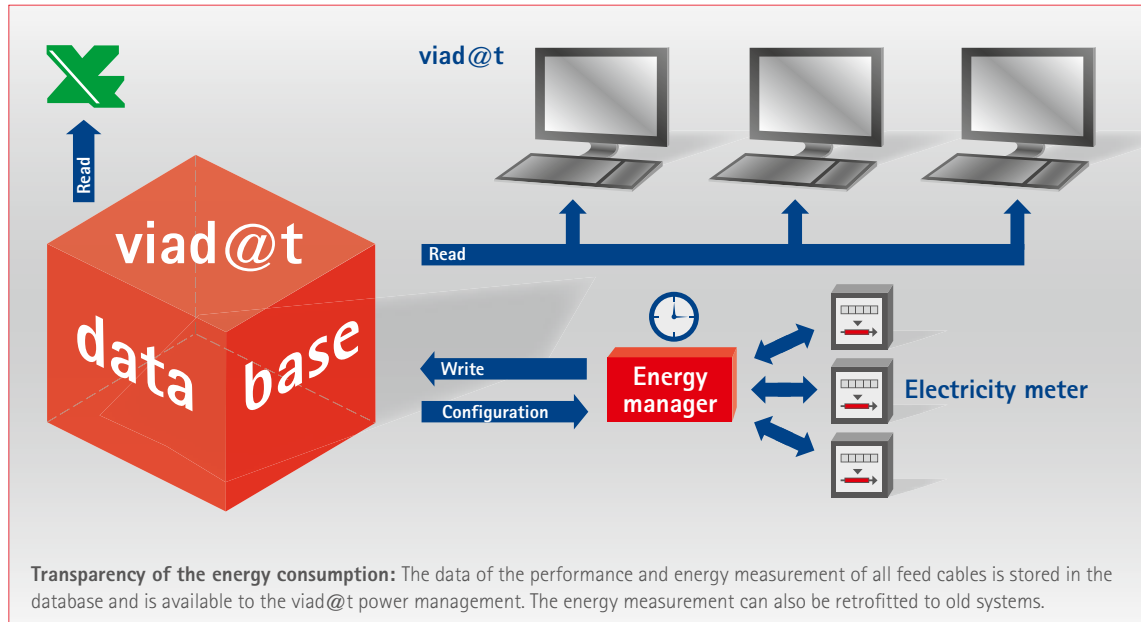 viad@t
Read
viad@t
data base
Read
Write
Energy
manager
Configuration
Electricity meter
Transparency of the energy consumption: The data of the performance and energy measurement of all feed cables is stored in the
database and is available to the viad@t power management. The energy measurement can also be retrofitted to old systems.